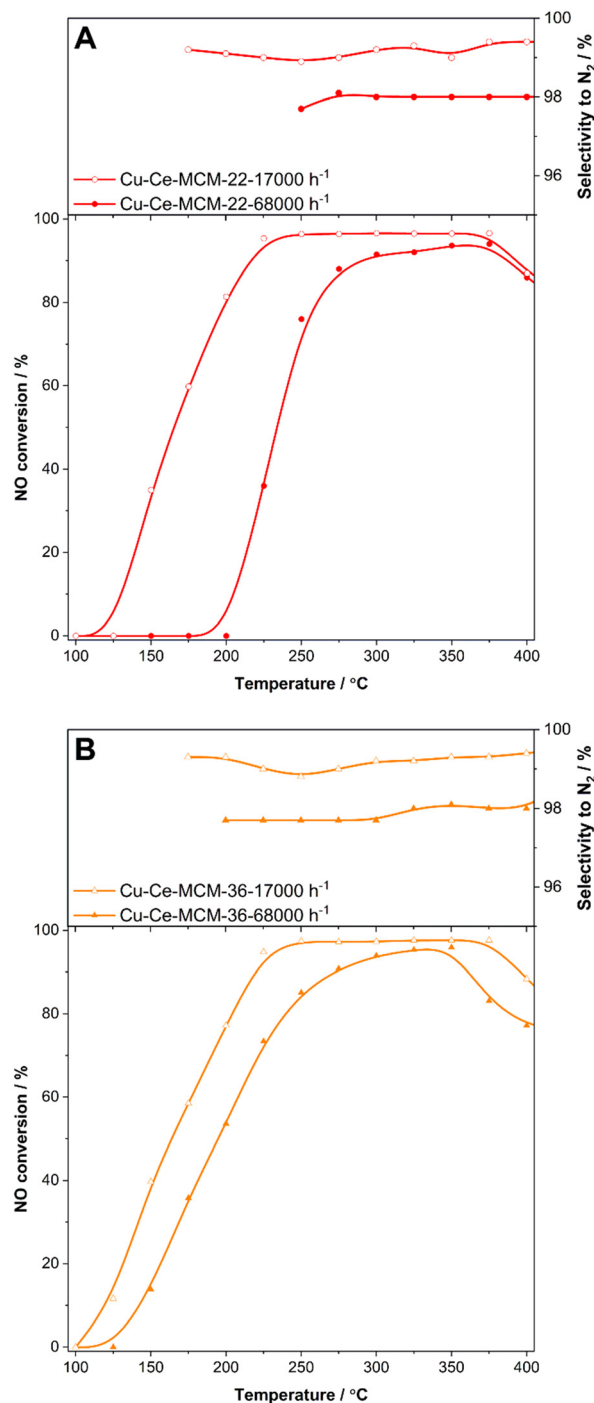 A
100
98
96
Selectivity to N₂ / %
Cu-Ce-MCM-22-17000 h⁻¹
Cu-Ce-MCM-22-68000 h⁻¹
100
80
60
40
20
0
NO conversion / %
100 150 200 250 300 350 400
Temperature / °C
B
100
98
96
Selectivity to N₂ / %
Cu-Ce-MCM-36-17000 h⁻¹
Cu-Ce-MCM-36-68000 h⁻¹
100
80
60
40
20
0
NO conversion / %
100 150 200 250 300 350 400
Temperature / °C